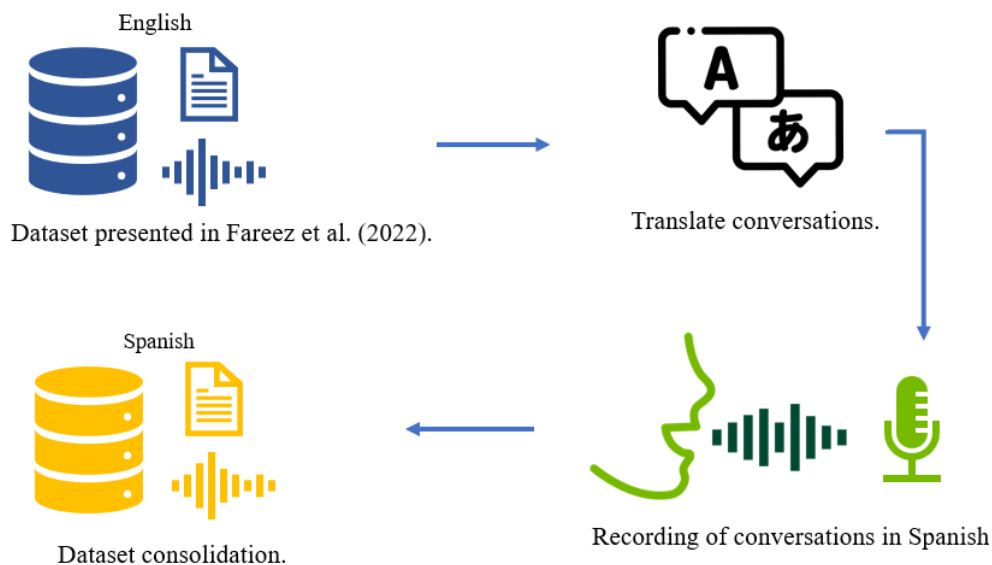 English
Dataset presented in Fareez et al. (2022).
A
あ
Translate conversations.
Recording of conversations in Spanish
Spanish
Dataset consolidation.